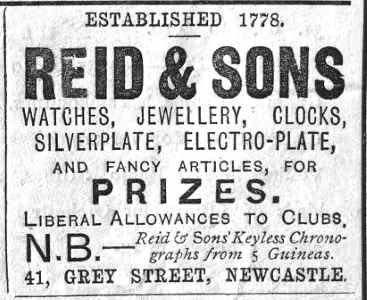 ESTABLISHED 1778.
REID & SONS
WATCHES, JEWELLERY, CLOCKS,
SILVERPLATE, ELECTRO-PLATE,
AND FANCY ARTICLES, FOR
PRIZES.
LIBERAL ALLOWANCES TO CLUBS.
N.B.— Reid & Sons' Keyless Chrono-
graphs from 5 Guineas.
41, GREY STREET, NEWCASTLE.